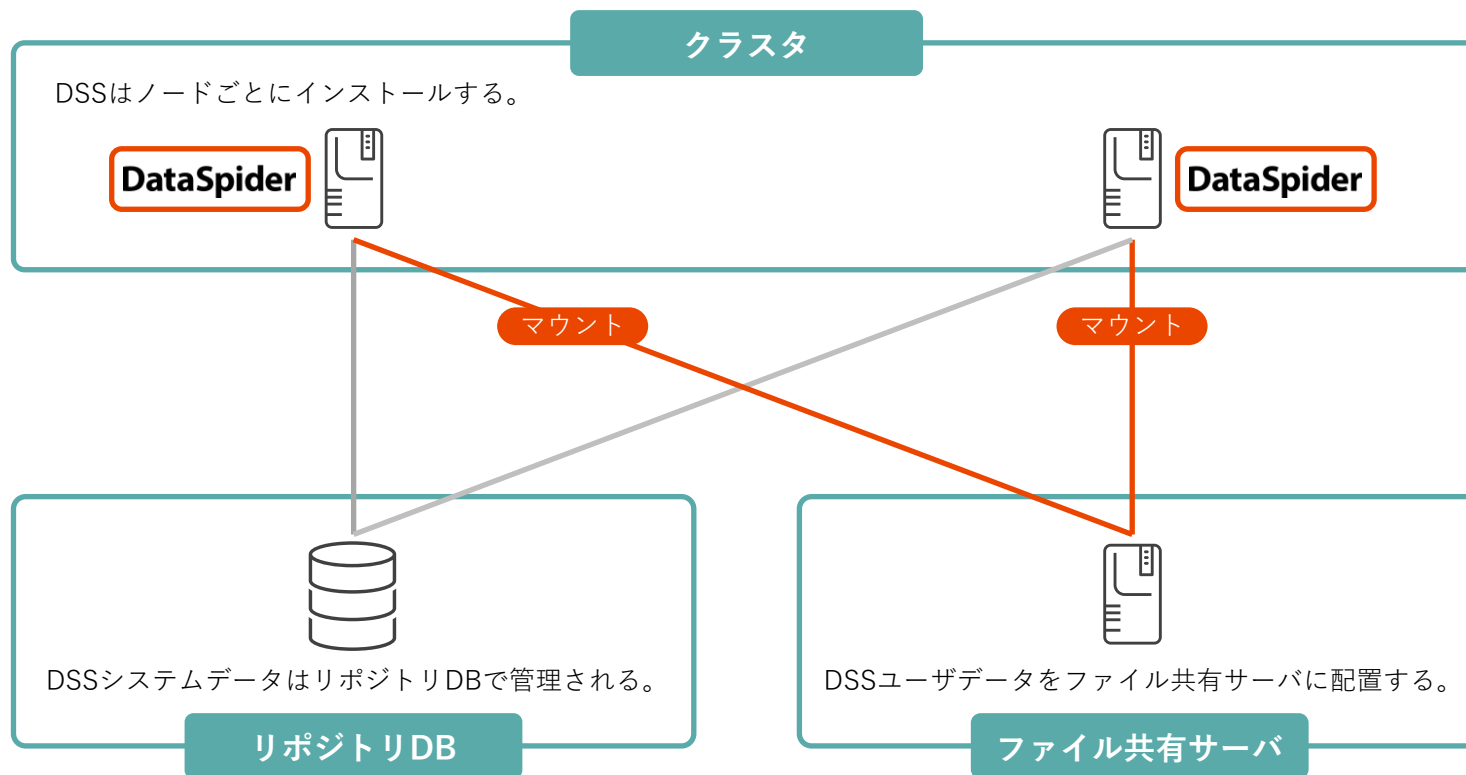 クラスタ
DSSはノードごとにインストールする。
DataSpider
DataSpider
マウント
マウント
DSSシステムデータはリポジトリDBで管理される。
DSSユーザデータをファイル共有サーバに配置する。
リポジトリDB
ファイル共有サーバ